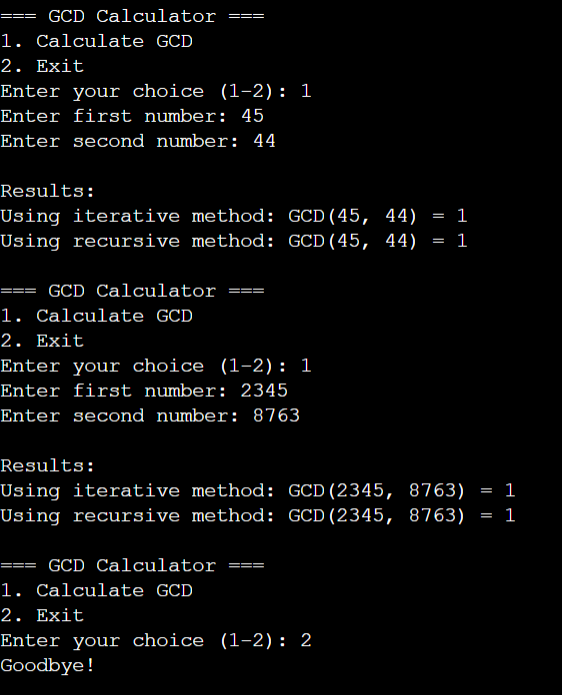 === GCD Calculator ===
1. Calculate GCD
2. Exit
Enter your choice (1-2): 1
Enter first number: 45
Enter second number: 44
Results:
Using iterative method: GCD(45, 44) = 1
Using recursive method: GCD(45, 44) = 1
=== GCD Calculator ===
1. Calculate GCD
2. Exit
Enter your choice (1-2): 1
Enter first number: 2345
Enter second number: 8763
Results:
Using iterative method: GCD(2345, 8763) = 1
Using recursive method: GCD(2345, 8763) = 1
=== GCD Calculator ===
1. Calculate GCD
2. Exit
Enter your choice (1-2): 2
Goodbye!